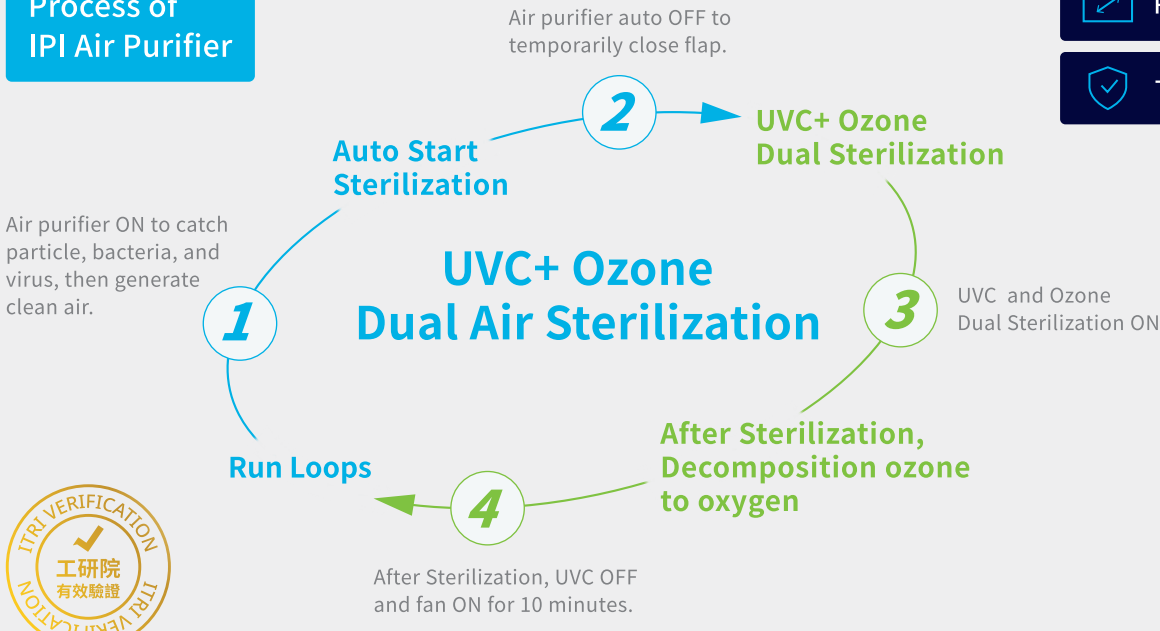 Process of
IPI Air Purifier
Air purifier auto OFF to
temporarily close flap.
2
UVC+ Ozone
Dual Sterilization
Auto Start
Sterilization
Air purifier ON to catch
particle, bacteria, and
virus, then generate
clean air.
1
UVC+ Ozone
Dual Air Sterilization
3
UVC and Ozone
Dual Sterilization ON
After Sterilization,
Decomposition ozone
to oxygen
Run Loops
4
After Sterilization, UVC OFF
and fan ON for 10 minutes.
ITRI VERIFICATION
工研院
有效驗證
ITRI VERIFICATION